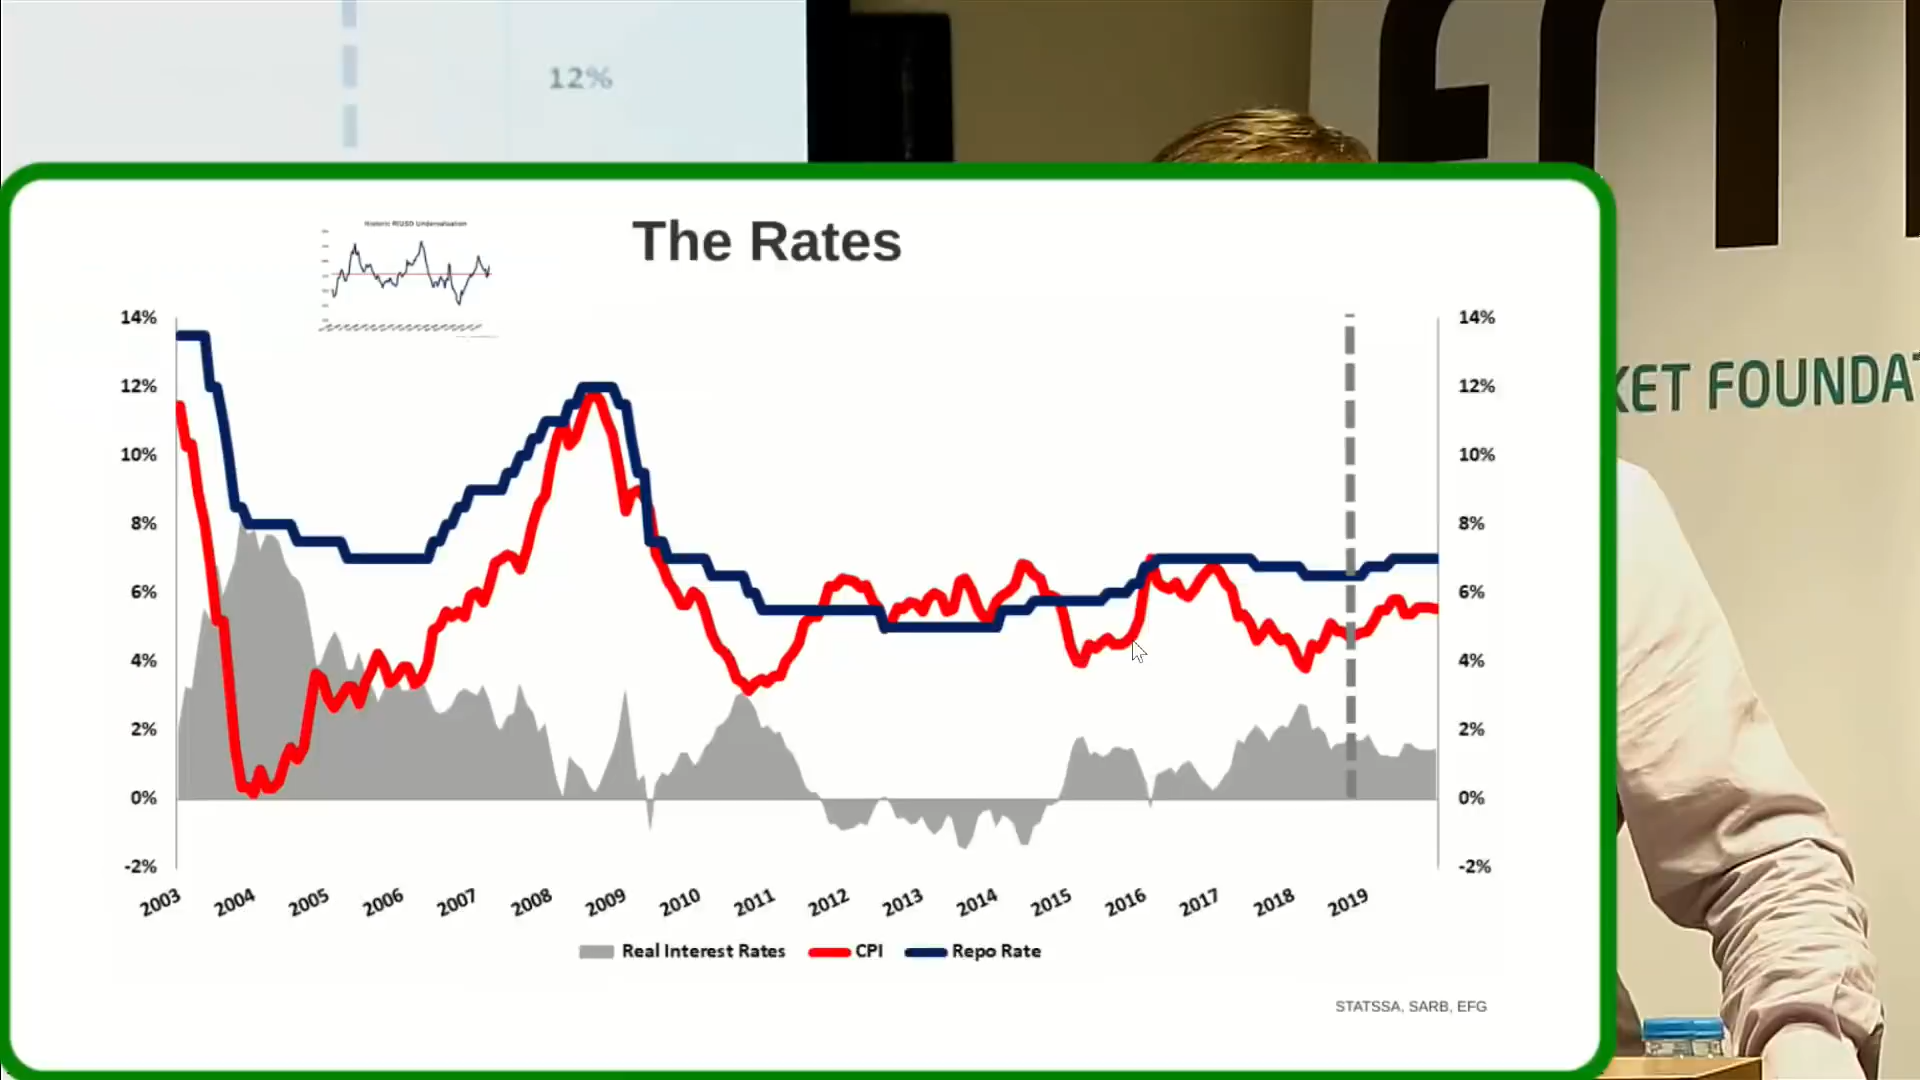 12%
fm
KET FOUNDAT
Historic R/USD Undervaluation
The Rates
14%
12%
10%
8%
6%
4%
2%
0%
-2%
14%
12%
10%
8%
6%
4%
2%
0%
-2%
2003 2004 2005 2006 2007 2008 2009 2010 2011 2012 2013 2014 2015 2016 2017 2018 2019
Real Interest Rates CPI Repo Rate
STATSSA, SARB, EFG